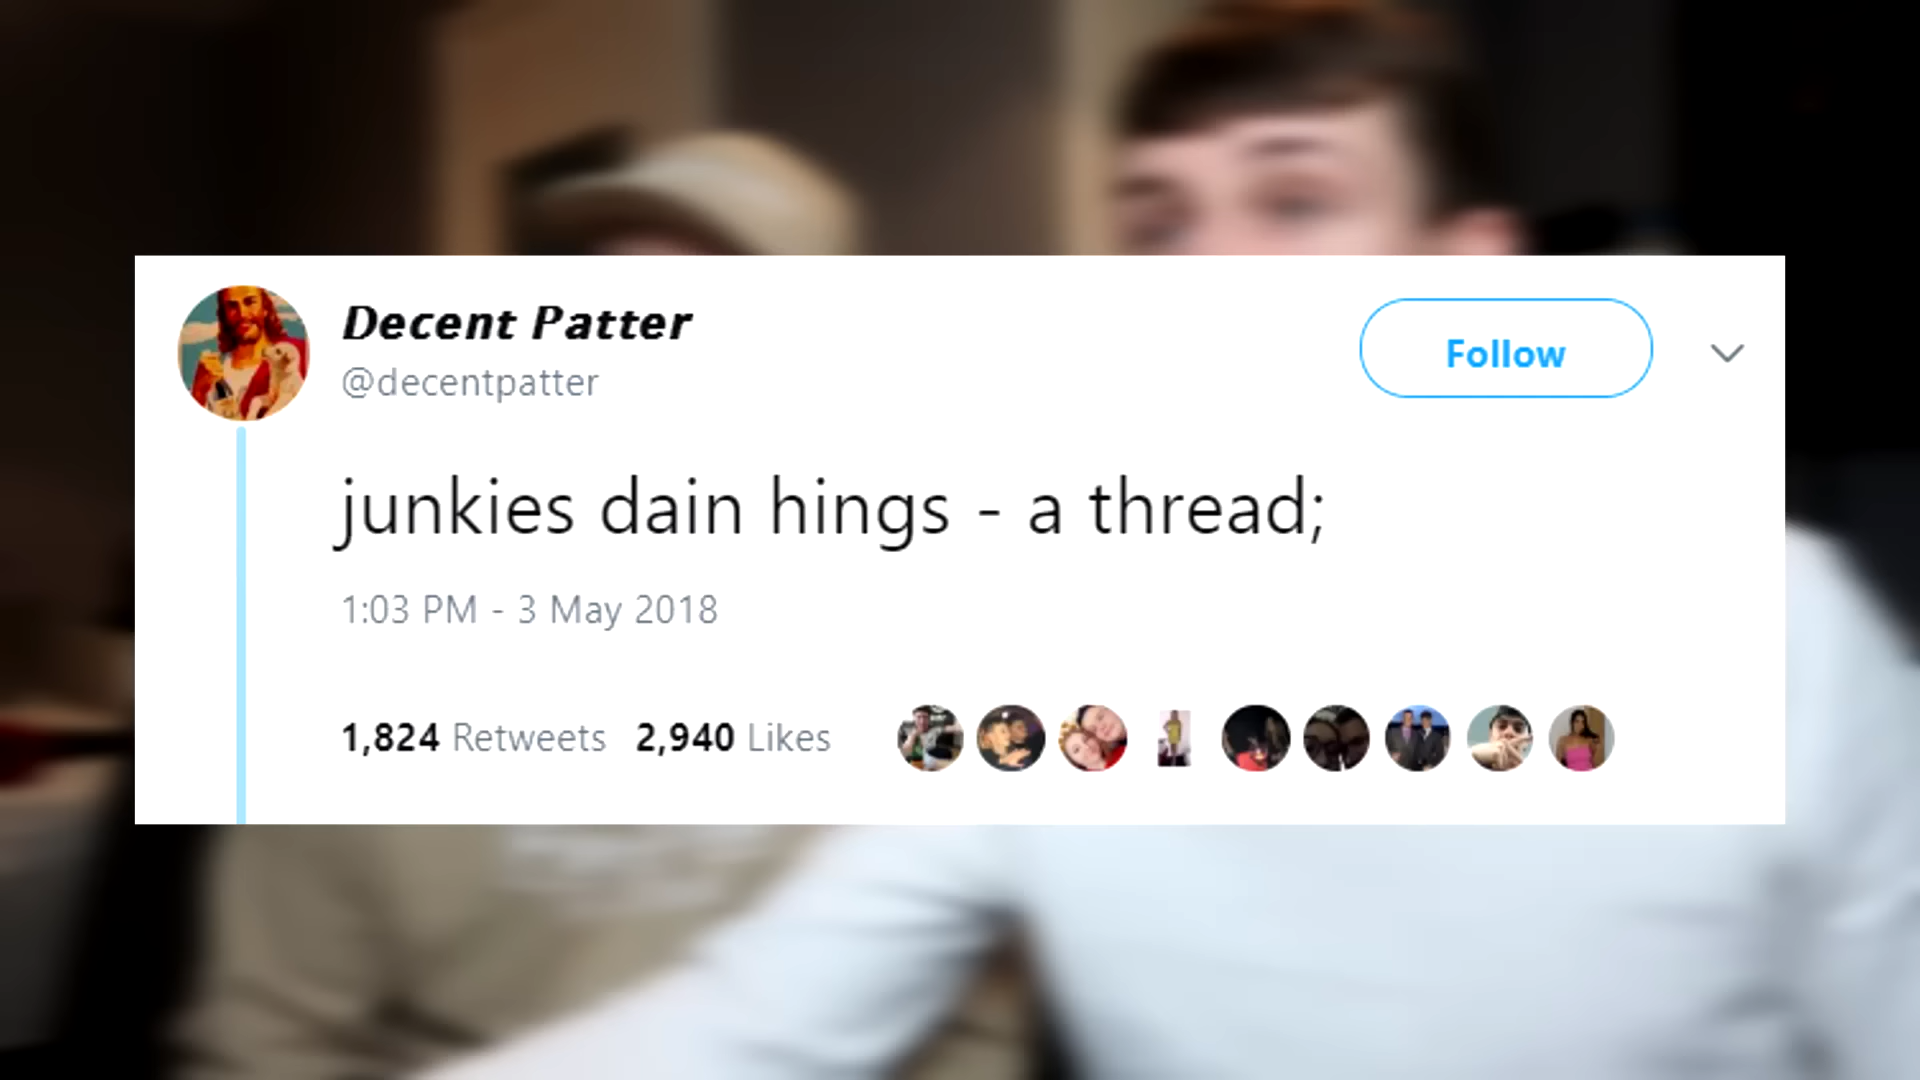 Decent Patter
@decentpatter
Follow
junkies dain hings - a thread;
1:03 PM - 3 May 2018
1,824 Retweets 2,940 Likes